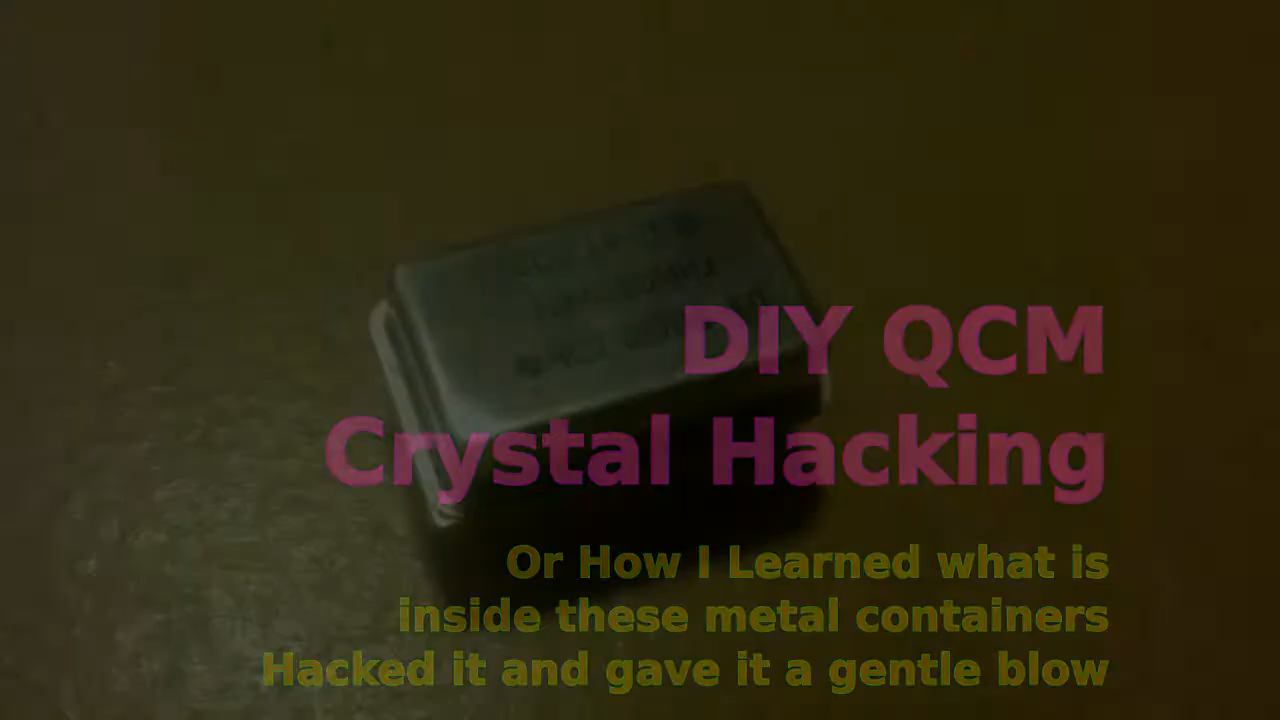 DIY QCM
Crystal Hacking
Or How I Learned what is
inside these metal containers
Hacked it and gave it a gentle blow